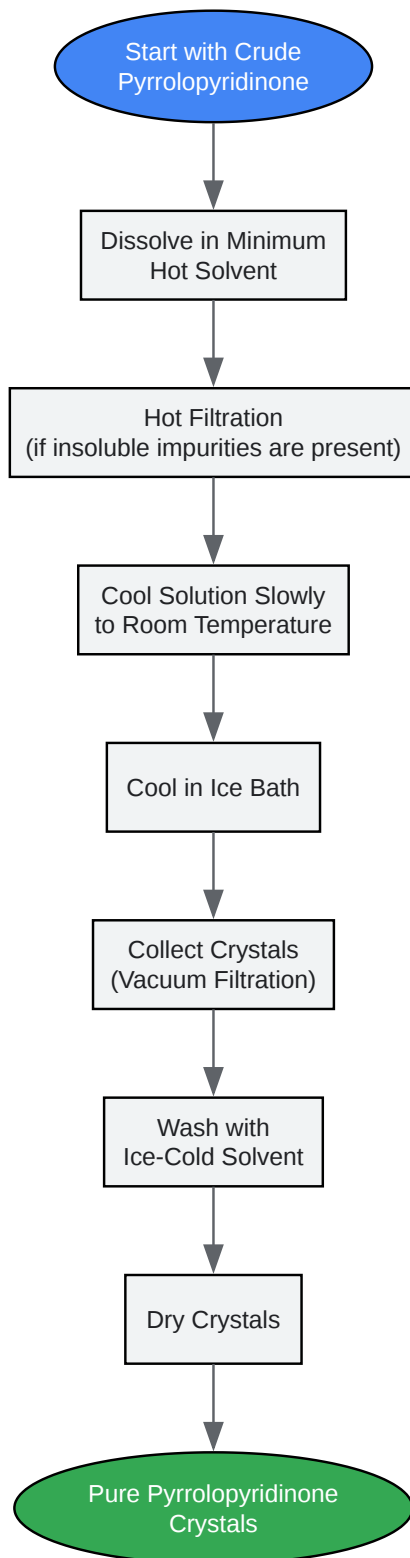 Start with Crude
Pyrrolopyridinone
Dissolve in Minimum
Hot Solvent
Hot Filtration
(if insoluble impurities are present)
Cool Solution Slowly
to Room Temperature
Cool in Ice Bath
Collect Crystals
(Vacuum Filtration)
Wash with
Ice-Cold Solvent
Dry Crystals
Pure Pyrrolopyridinone
Crystals